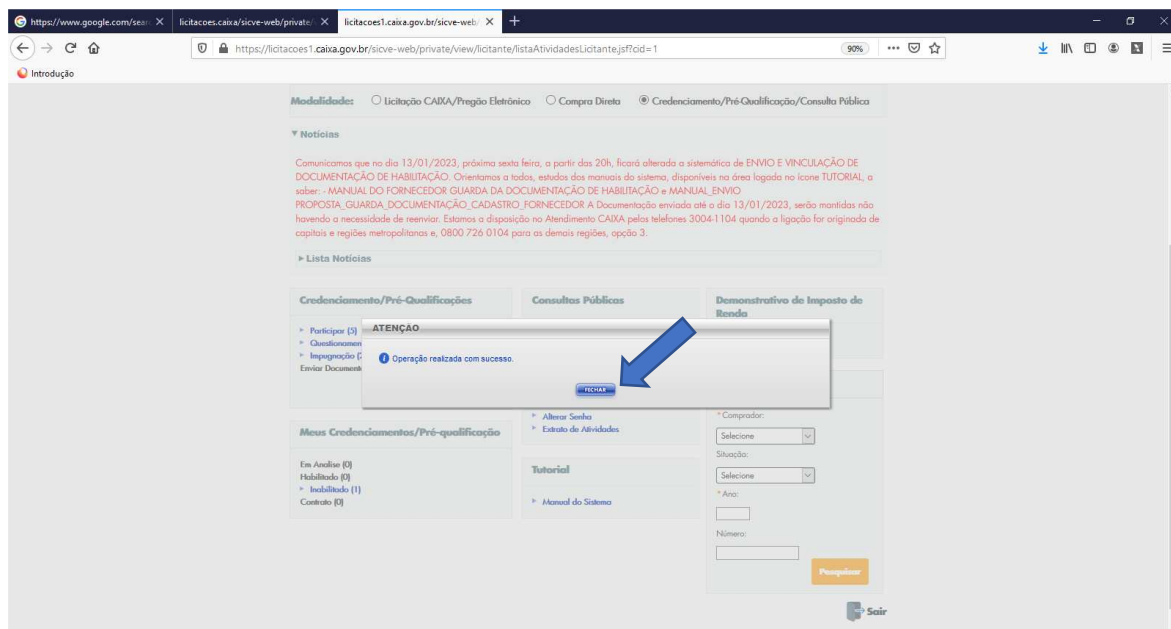 https://www.google.com/sear
licitacoes.caixa/sicve-web/private/
licitacoes1.caixa.gov.br/sicve-web/
https://licitacoes1.caixa.gov.br/sicve-web/private/view/licitante/listaAtividadesLicitante.jsf?cid=1
90%
Introdução
Modalidade: Licitação CAIXA/Pregão Eletrônico Compra Direta Credenciamento/Pré-Qualificação/Consulta Pública
Notícias
Comunicamos que no dia 13/01/2023, próxima sexta feira, a partir das 20h, ficará alterada a sistemática de ENVIO E VINCULAÇÃO DE
DOCUMENTAÇÃO DE HABILITAÇÃO. Orientamos a todos, estudos dos manuais do sistema, disponíveis na área logada no ícone TUTORIAL, a
saber: - MANUAL DO FORNECEDOR GUARDA DA DOCUMENTAÇÃO DE HABILITAÇÃO e MANUAL_ENVIO
PROPOSTA_GUARDA_DOCUMENTAÇÃO_CADASTRO_FORNECEDOR A Documentação enviada até o dia 13/01/2023, serão mantidas não
havendo a necessidade de reenviar. Estamos a disposição no Atendimento CAIXA pelos telefones 3004-1104 quando a ligação for originada de
capitais e regiões metropolitanas e, 0800 726 0104 para as demais regiões, opção 3.
Lista Notícias
Credenciamento/Pré-Qualificações
Participar (5)
Questionamen
Impugnação (2
Enviar Document
Consultas Públicas
Demonstrativo de Imposto de
Renda
ATENÇÃO
Operação realizada com sucesso.
FECHAR
Alterar Senha
Extrato de Atividades
Meus Credenciamentos/Pré-qualificação
Em Analise (0)
Habilitado (0)
Inabilitado (1)
Contrato (0)
Tutorial
Manual do Sistema
* Comprador:
Selecione
Situação:
Selecione
* Ano:
Número:
Pesquisar
Sair